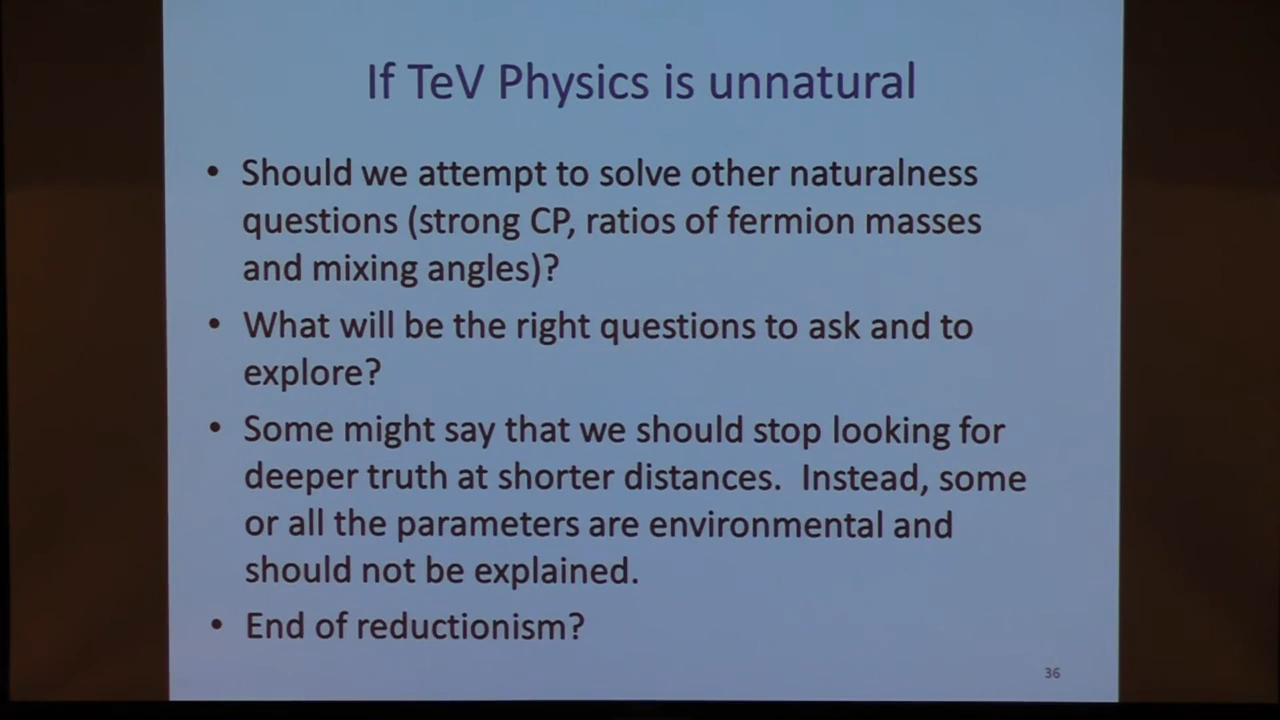 If TeV Physics is unnatural
• Should we attempt to solve other naturalness
questions (strong CP, ratios of fermion masses
and mixing angles)?
• What will be the right questions to ask and to
explore?
• Some might say that we should stop looking for
deeper truth at shorter distances.  Instead, some
or all the parameters are environmental and
should not be explained.
• End of reductionism?
36